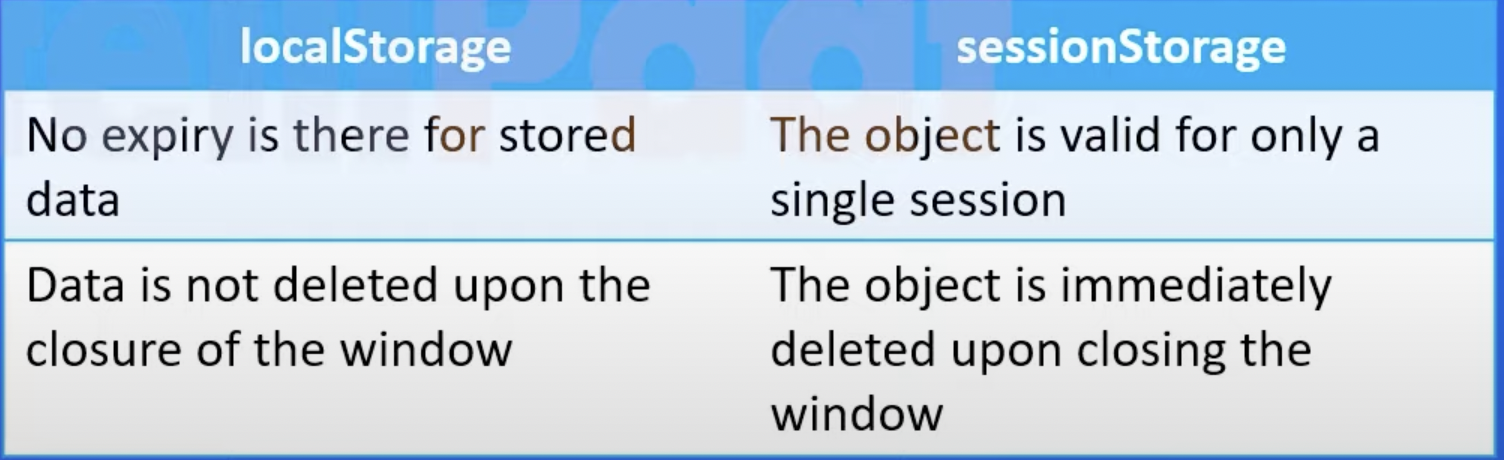 localStorage sessionStorage
No expiry is there for stored
data
The object is valid for only a
single session
Data is not deleted upon the
closure of the window
The object is immediately
deleted upon closing the
window